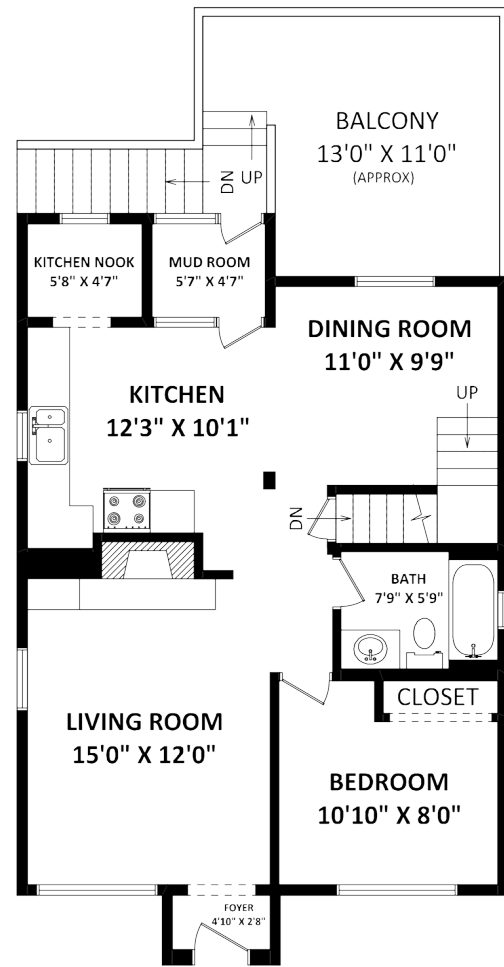 BALCONY
13'0" X 11'0"
(APPROX)
DN
UP
KITCHEN NOOK
5'8" X 4'7"
MUD ROOM
5'7" X 4'7"
DINING ROOM
11'0" X 9'9"
KITCHEN
12'3" X 10'1"
UP
DN
BATH
7'9" X 5'9"
CLOSET
LIVING ROOM
15'0" X 12'0"
BEDROOM
10'10" X 8'0"
FOYER
4'10" X 2'8"